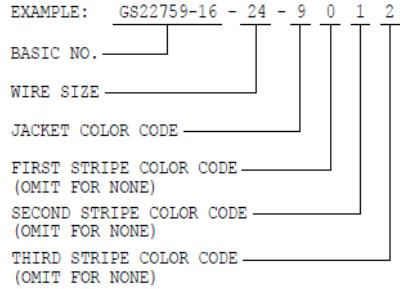 EXAMPLE: GS22759-16 - 24 - 9 0 1 2
BASIC NO.
WIRE SIZE
JACKET COLOR CODE
FIRST STRIPE COLOR CODE
(OMIT FOR NONE)
SECOND STRIPE COLOR CODE
(OMIT FOR NONE)
THIRD STRIPE COLOR CODE
(OMIT FOR NONE)